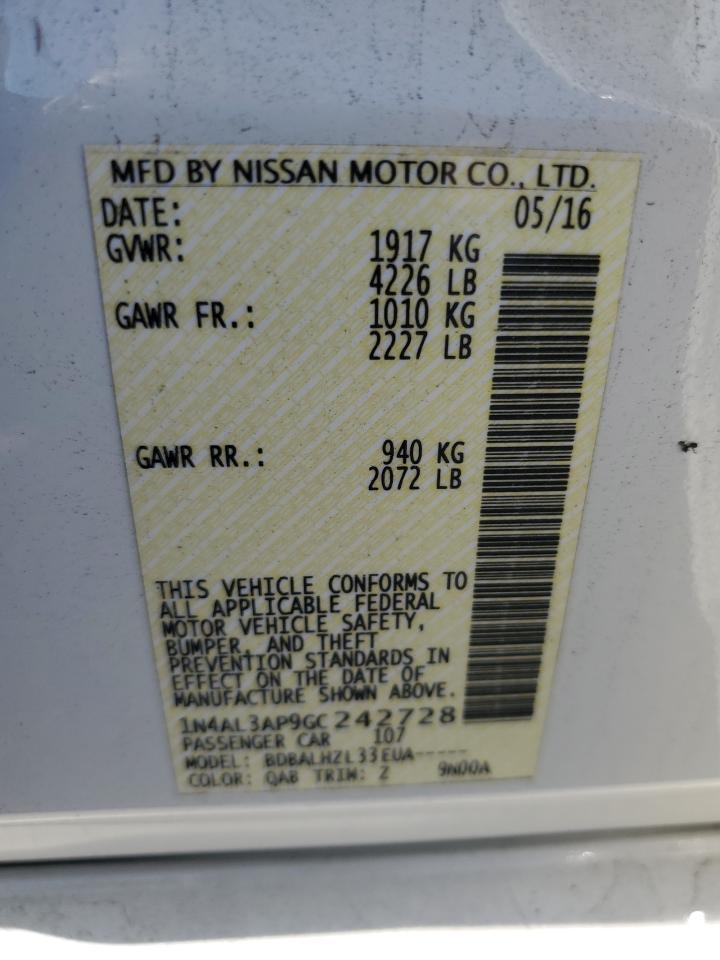 MFD BY NISSAN MOTOR CO., LTD.
DATE: 05/16
GVWR: 1917 KG
4226 LB
GAWR FR.: 1010 KG
2227 LB
GAWR RR.: 940 KG
2072 LB
THIS VEHICLE CONFORMS TO
ALL APPLICABLE FEDERAL
MOTOR VEHICLE SAFETY,
BUMPER, AND THEFT
PREVENTION STANDARDS IN
EFFECT ON THE DATE OF
MANUFACTURE SHOWN ABOVE.
1N4AL3AP9GC242728
PASSENGER CAR 107
MODEL: BDBALHZL33EUA-----
COLOR: QAB TRIM: Z 9N00A